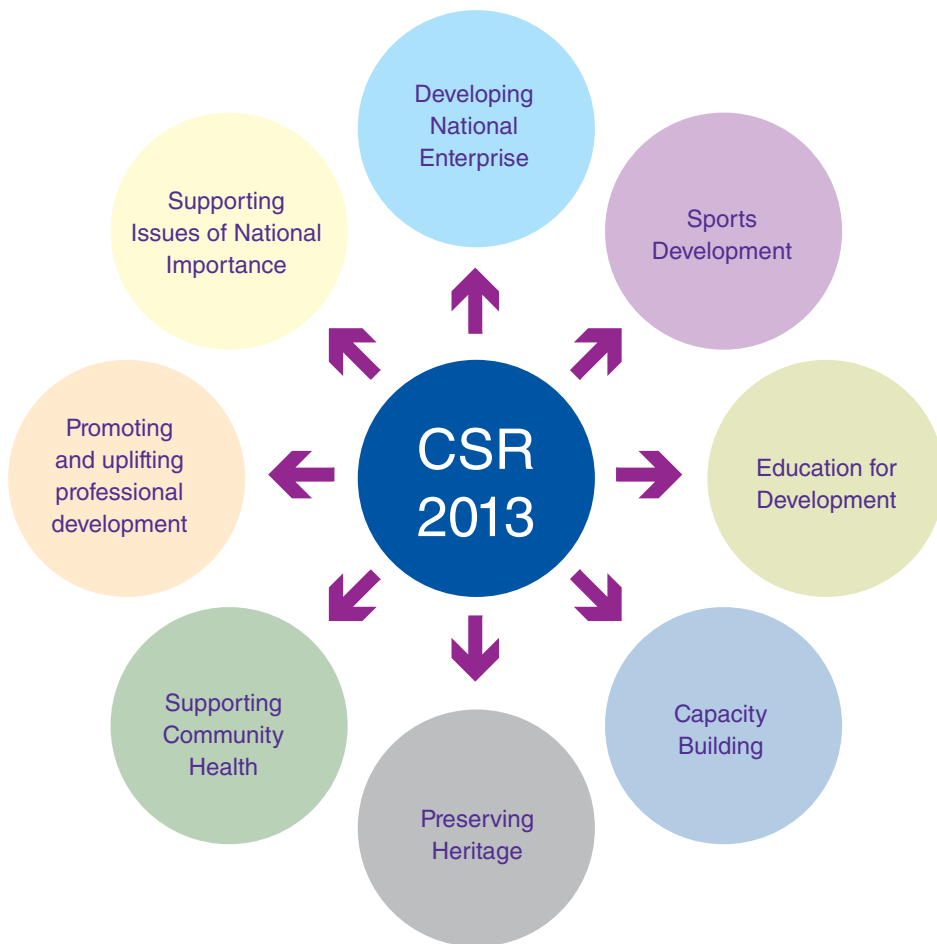 Developing
National
Enterprise
Sports
Development
Education for
Development
Capacity
Building
Preserving
Heritage
Supporting
Community
Health
Promoting
and uplifting
professional
development
Supporting
Issues of National
Importance
CSR
2013